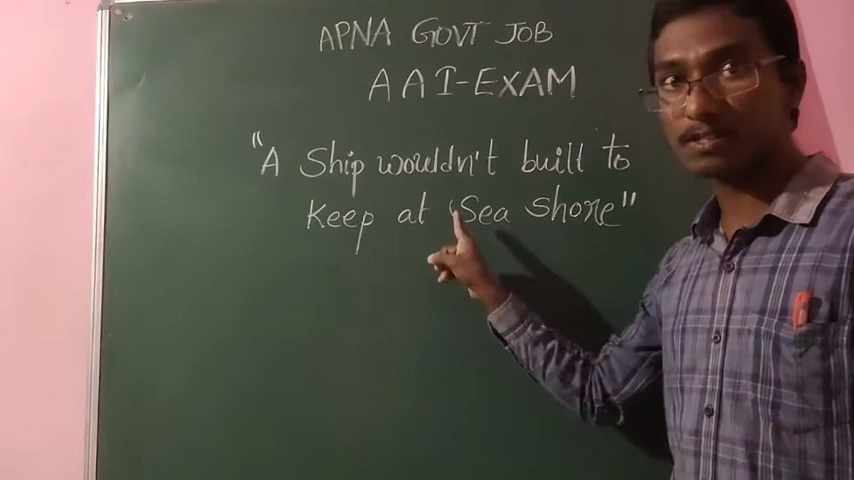 APNA GOVT JOB
AAI-EXAM
"A Ship wouldn't built to
Keep at Sea shore"